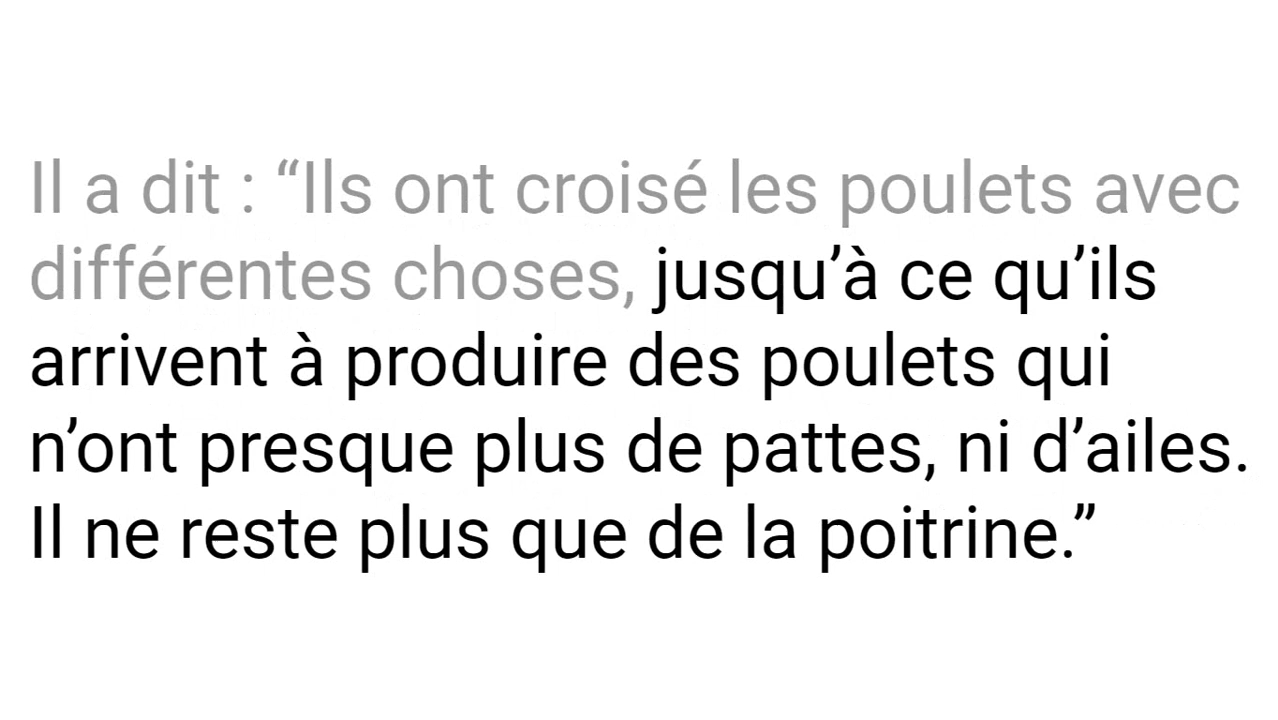 Il a dit : “Ils ont croisé les poulets avec
différentes choses, jusqu’à ce qu’ils
arrivent à produire des poulets qui
n’ont presque plus de pattes, ni d’ailes.
Il ne reste plus que de la poitrine.”